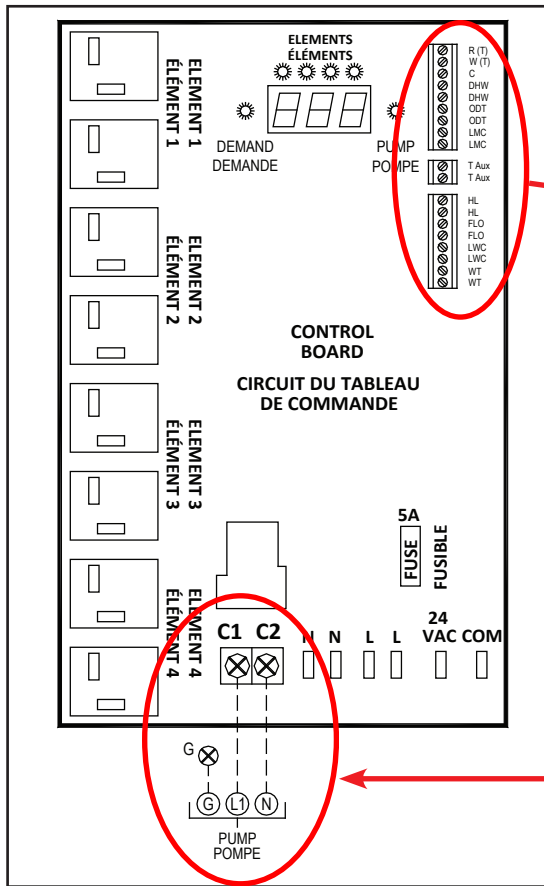 ELEMENTS
ÉLÉMENTS
DEMAND
DEMANDE
PUMP
POMPE
R (T)
W (T)
C
DHW
DHW
ODT
ODT
LMC
LMC
T Aux
T Aux
HL
HL
FLO
FLO
LWC
LWC
WT
WT
ELEMENT 1
ÉLÉMENT 1
ELEMENT 2
ÉLÉMENT 2
ELEMENT 3
ÉLÉMENT 3
ELEMENT 4
ÉLÉMENT 4
CONTROL
BOARD
CIRCUIT DU TABLEAU
DE COMMANDE
5A
FUSE
FUSIBLE
C1 C2
N N L L
24
VAC COM
G
G L1 N
PUMP
POMPE